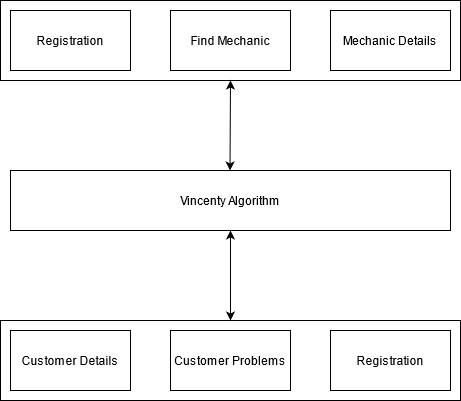 Registration
Find Mechanic
Mechanic Details
Vincenty Algorithm
Customer Details
Customer Problems
Registration